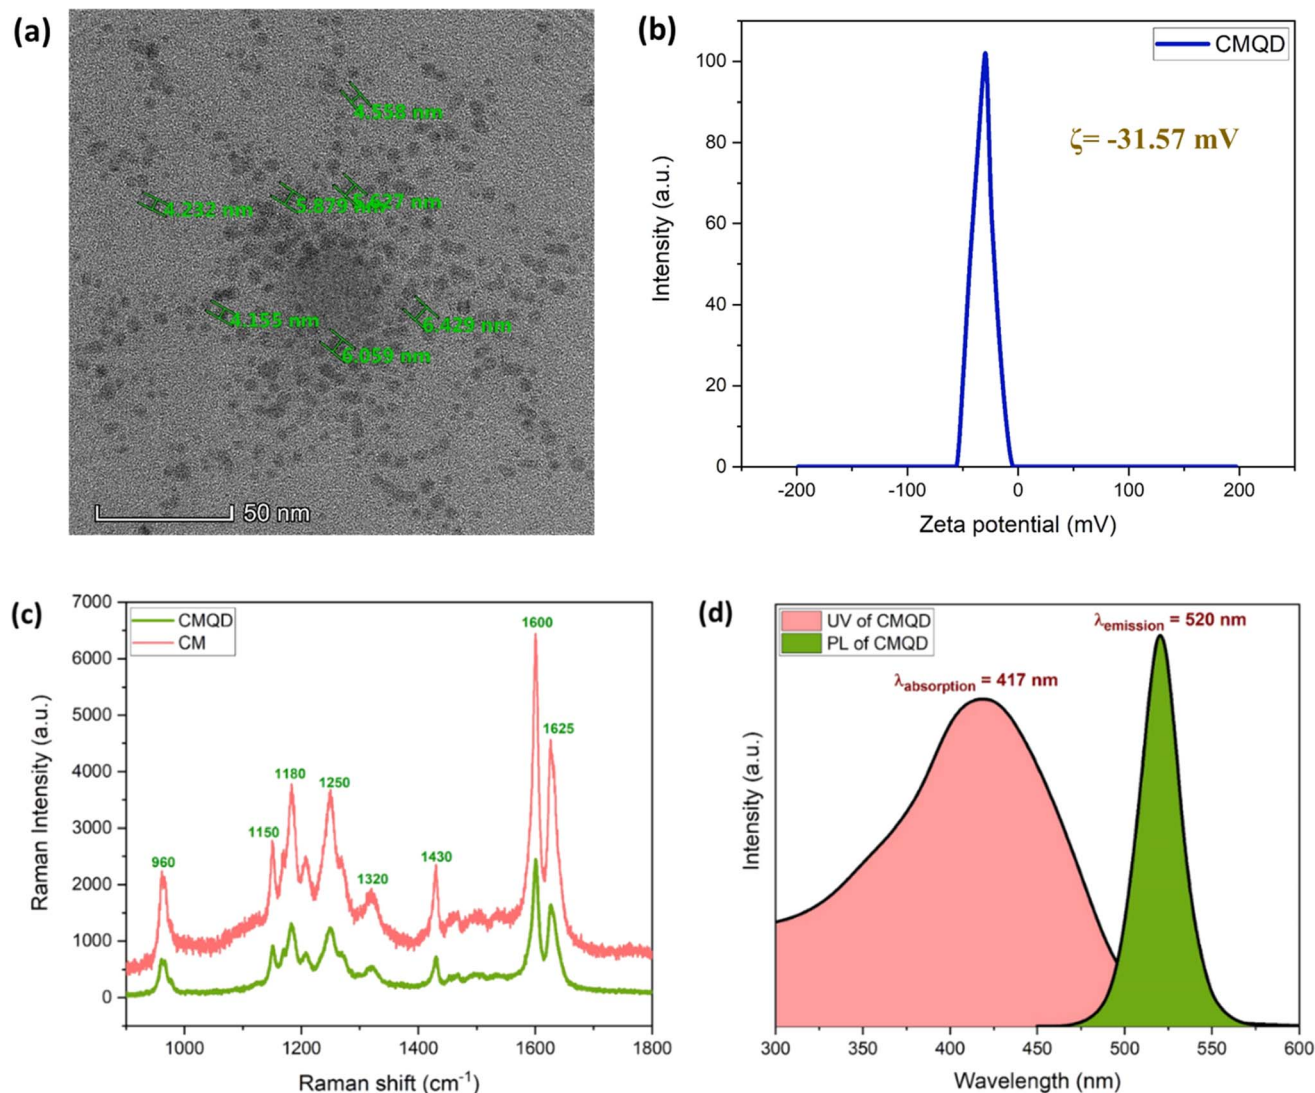 (a)
4.558 nm
4.232 nm
5.879 nm
4.155 nm
6.429 nm
6.059 nm
50 nm
(b)
CMQD
ζ= -31.57 mV
Intensity (a.u.)
100
80
60
40
20
0
-200 -100 0 100 200
Zeta potential (mV)
(c)
CMQD
CM
Raman Intensity (a.u.)
7000
6000
5000
4000
3000
2000
1000
0
960
1150
1180
1250
1320
1430
1600
1625
1000 1200 1400 1600 1800
Raman shift (cm⁻¹)
(d)
UV of CMQD
PL of CMQD
λemission = 520 nm
λabsorption = 417 nm
Intensity (a.u.)
300 350 400 450 500 550 600
Wavelength (nm)